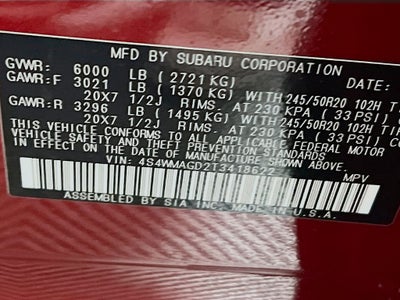 MFD BY SUBARU CORPORATION
GVWR: 6000 LB (2721 KG) DATE:
GAWR:F 3021 LB (1370 KG) WITH 245/50R20 102H TI
20X7 1/2J RIMS. AT 230 KPA (33 PSI) CO
GAWR:R 3296 LB (1495 KG) WITH 245/50R20 102H TI
20X7 1/2J RIMS. AT 230 KPA (33 PSI)
THIS VEHICLE CONFORMS TO ALL APPLICABLE FEDERAL MOTOR
VEHICLE SAFETY AND THEFT PREVENTION STANDARDS
IN EFFECT ON THE DATE OF MANUFACTURE SHOWN ABOVE.
VIN: 4S4WMAGD2T3418622 MPV
ASSEMBLED BY SIA INC. MADE IN U.S.A.